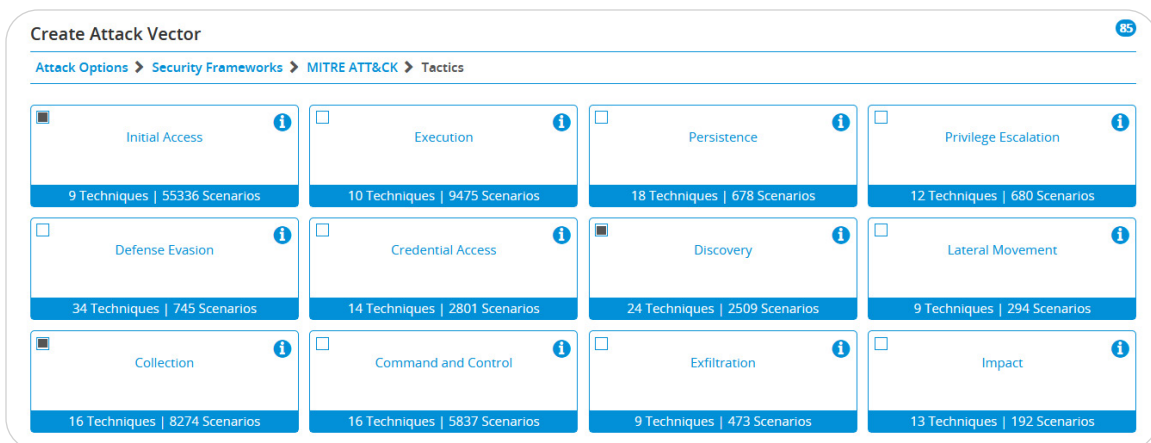 Create Attack Vector
85
Attack Options > Security Frameworks > MITRE ATT&CK > Tactics
Initial Access
9 Techniques | 55336 Scenarios
Execution
10 Techniques | 9475 Scenarios
Persistence
18 Techniques | 678 Scenarios
Privilege Escalation
12 Techniques | 680 Scenarios
Defense Evasion
34 Techniques | 745 Scenarios
Credential Access
14 Techniques | 2801 Scenarios
Discovery
24 Techniques | 2509 Scenarios
Lateral Movement
9 Techniques | 294 Scenarios
Collection
16 Techniques | 8274 Scenarios
Command and Control
16 Techniques | 5837 Scenarios
Exfiltration
9 Techniques | 473 Scenarios
Impact
13 Techniques | 192 Scenarios